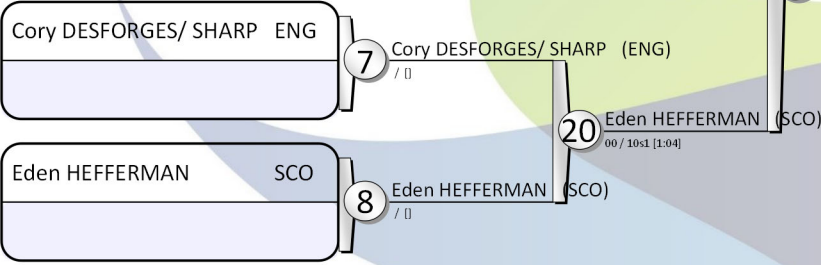 Cory DESFORGES/ SHARP ENG
7
Cory DESFORGES/ SHARP (ENG)
/ []
20
Eden HEFFERMAN (SCO)
00 / 10s1 [1:04]
Eden HEFFERMAN SCO
8
Eden HEFFERMAN (SCO)
/ []